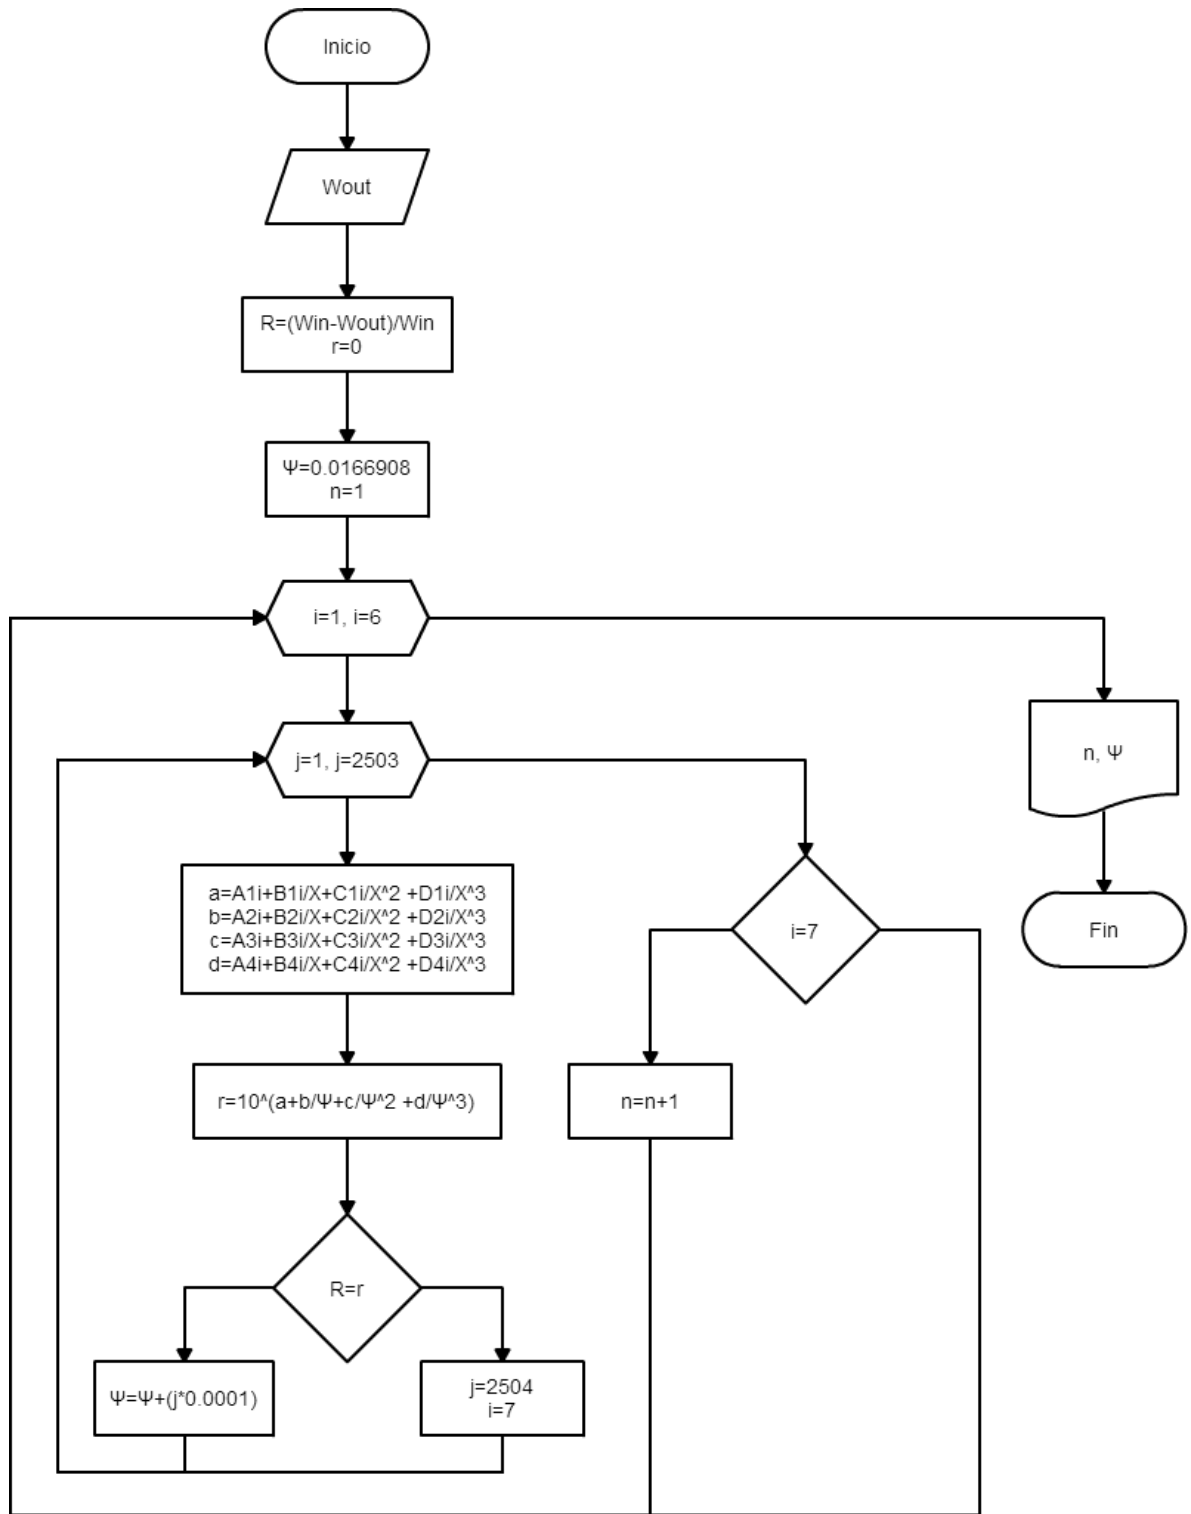 Inicio
Wout
R=(Win-Wout)/Win
r=0
Ψ=0.0166908
n=1
i=1, i=6
j=1, j=2503
n, Ψ
a=A1i+B1i/X+C1i/X^2 +D1i/X^3
b=A2i+B2i/X+C2i/X^2 +D2i/X^3
c=A3i+B3i/X+C3i/X^2 +D3i/X^3
d=A4i+B4i/X+C4i/X^2 +D4i/X^3
i=7
Fin
r=10^(a+b/Ψ+c/Ψ^2 +d/Ψ^3)
n=n+1
R=r
Ψ=Ψ+(j*0.0001)
j=2504
i=7